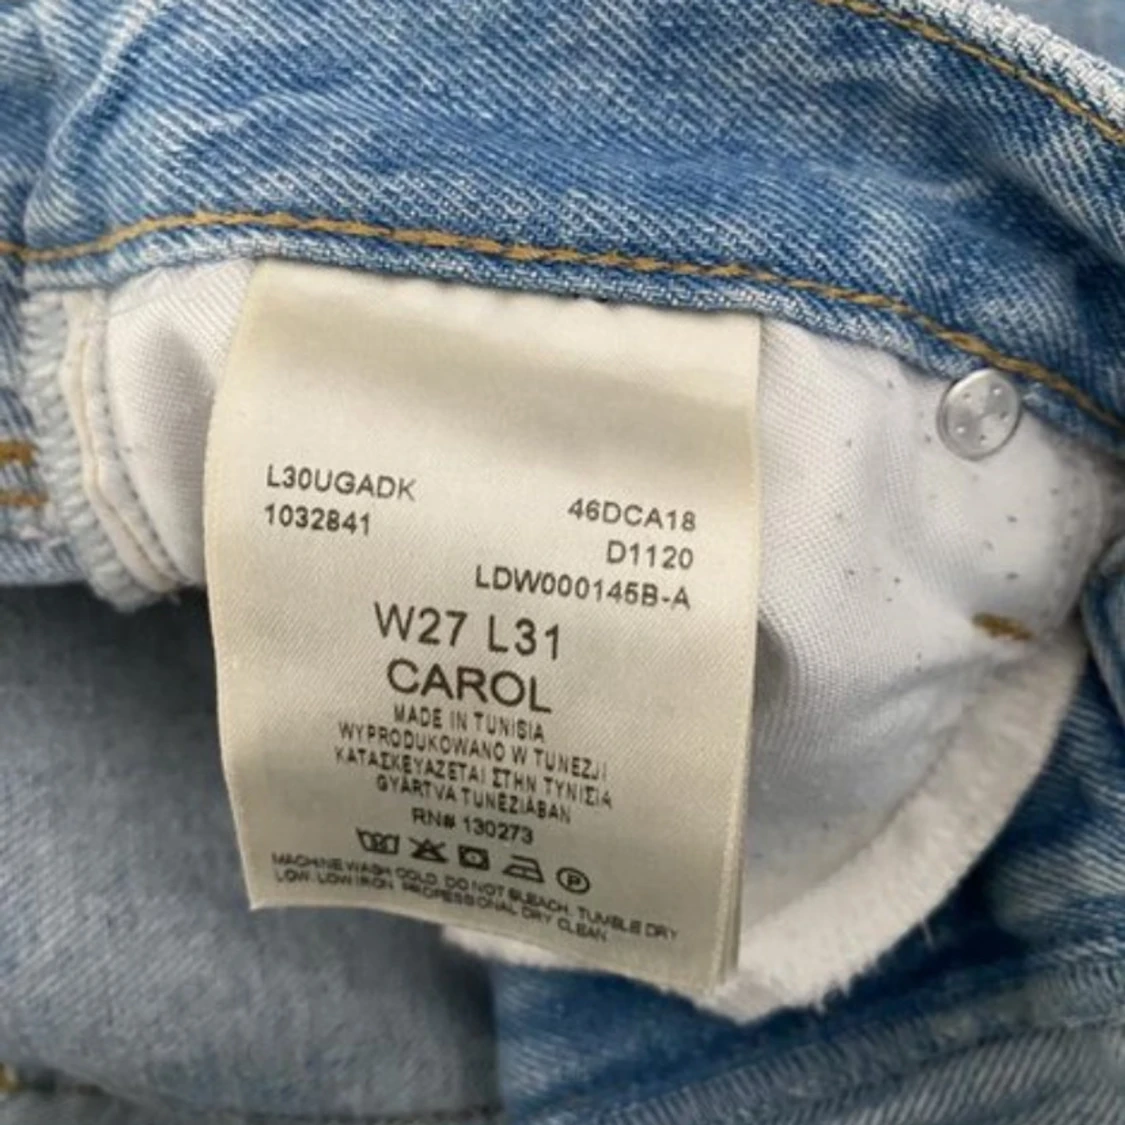 L30UGADK
1032841
46DCA18
D1120
LDW000145B-A
W27 L31
CAROL
MADE IN TUNISIA
WYPRODUKOWANO W TUNEZJI
ΚΑΤΑΣΚΕΥΑΖΕΤΑΙ ΣΤΗΝ ΤΥΝΙΣΙΑ
GYÁRTVA TUNÉZIÁBAN
RN# 130273
P
MACHINE WASH COLD. DO NOT BLEACH. TUMBLE DRY
LOW. LOW IRON. PROFESSIONAL DRY CLEAN